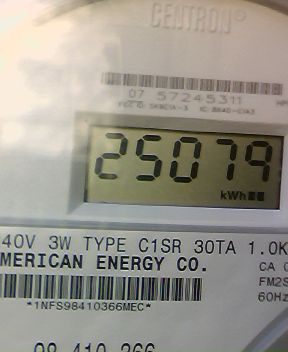 CENTRON
07 57245311
25079
kWh
40V 3W TYPE C1SR 30TA 1.0K
MERICAN ENERGY CO.
CA
FM2S
60Hz
*1NFS98410366MEC*
98 410 366